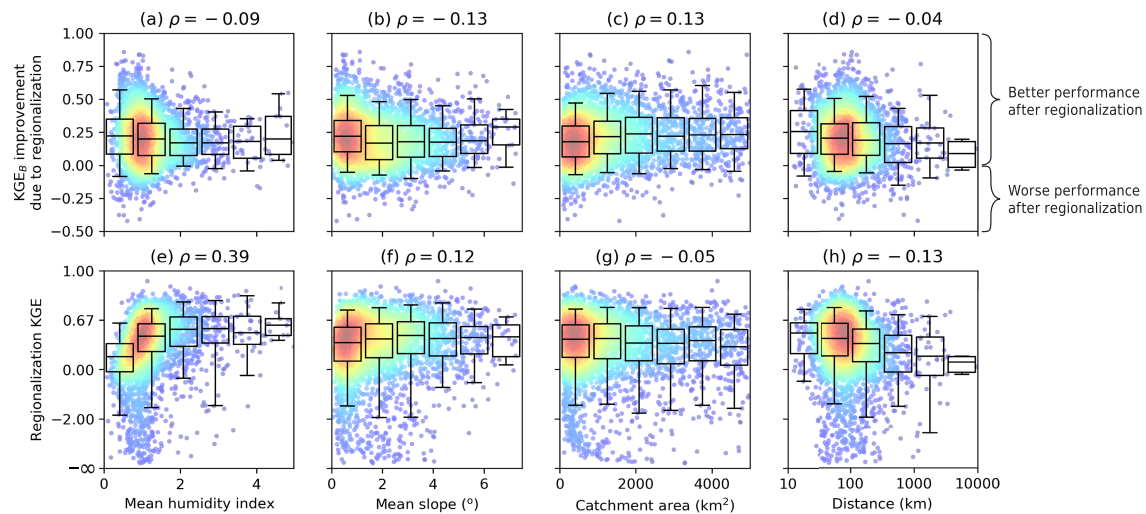 (a) ρ = − 0.09
(b) ρ = − 0.13
(c) ρ = 0.13
(d) ρ = − 0.04
KGE_B improvement
due to regionalization
1.00
0.75
0.50
0.25
0.00
−0.25
−0.50
Better performance
after regionalization
Worse performance
after regionalization
(e) ρ = 0.39
(f) ρ = 0.12
(g) ρ = − 0.05
(h) ρ = − 0.13
Regionalization KGE
1.00
0.67
0.00
−2.00
−∞
0 2 4
0 2 4 6
0 2000 4000
10 100 1000 10000
Mean humidity index
Mean slope (°)
Catchment area (km²)
Distance (km)